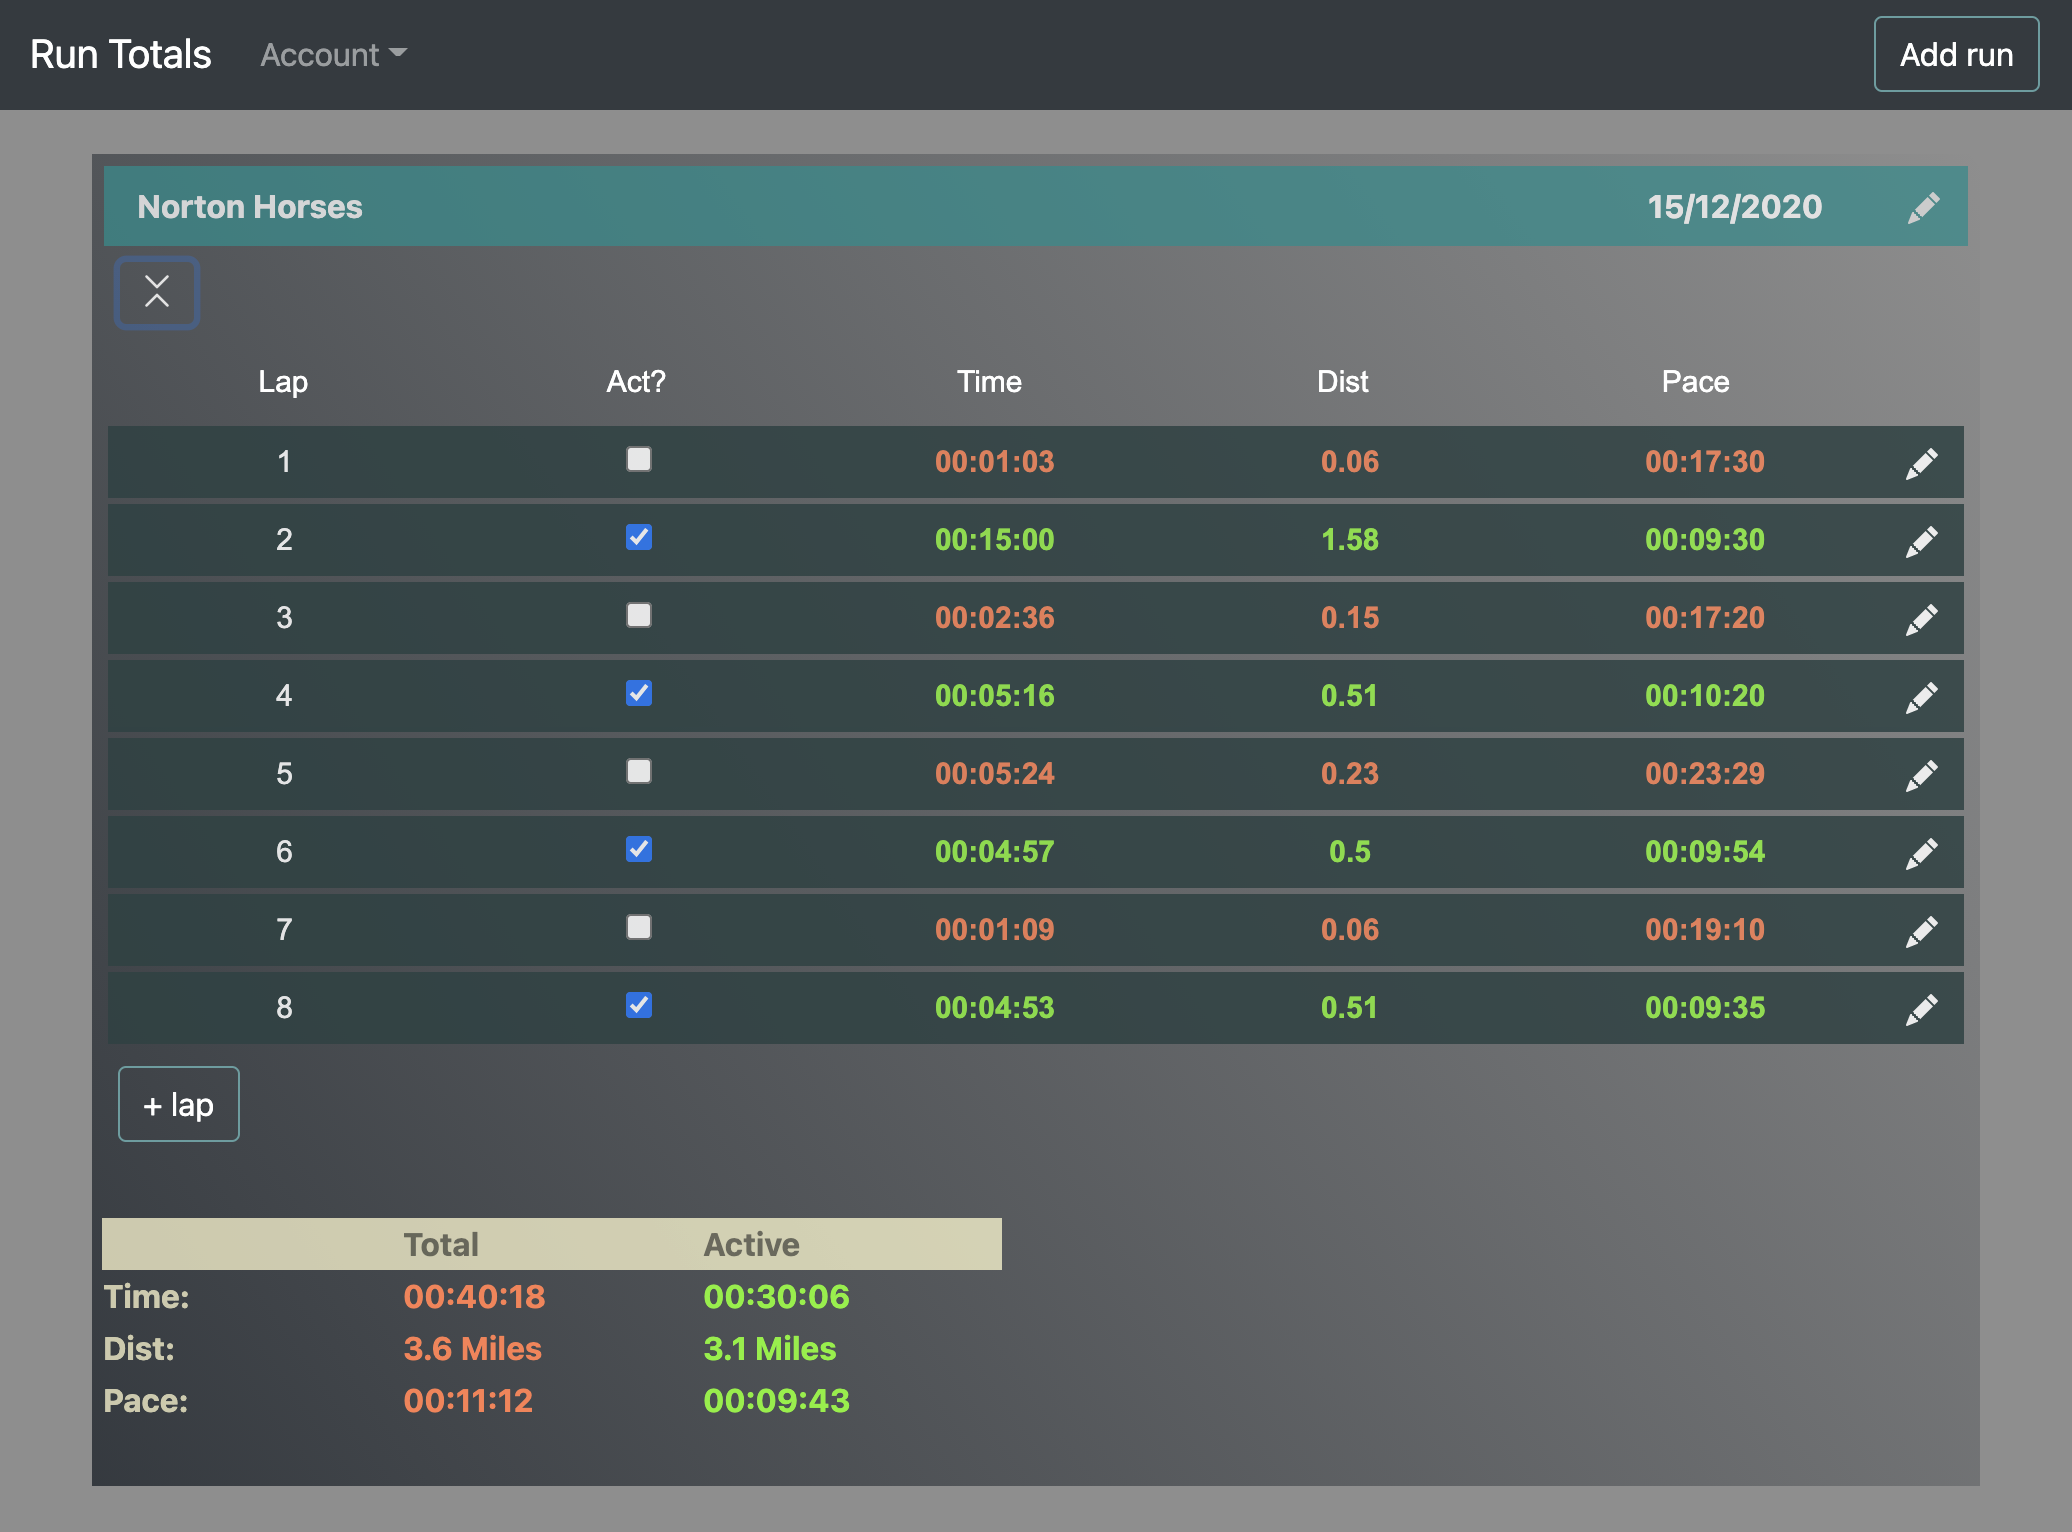 Run Totals Account Add run
Norton Horses 15/12/2020
Lap Act? Time Dist Pace
1 00:01:03 0.06 00:17:30
2 00:15:00 1.58 00:09:30
3 00:02:36 0.15 00:17:20
4 00:05:16 0.51 00:10:20
5 00:05:24 0.23 00:23:29
6 00:04:57 0.5 00:09:54
7 00:01:09 0.06 00:19:10
8 00:04:53 0.51 00:09:35
+ lap
Total Active
Time: 00:40:18 00:30:06
Dist: 3.6 Miles 3.1 Miles
Pace: 00:11:12 00:09:43